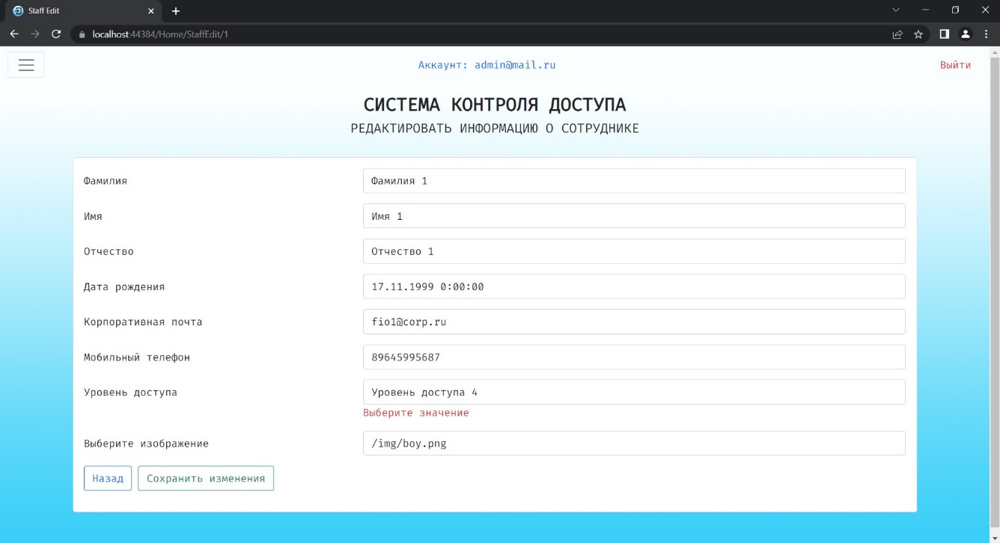 Staff Edit
localhost:44384/Home/StaffEdit/1
Аккаунт: admin@mail.ru
Выйти
СИСТЕМА КОНТРОЛЯ ДОСТУПА
РЕДАКТИРОВАТЬ ИНФОРМАЦИЮ О СОТРУДНИКЕ
Фамилия Фамилия 1
Имя Имя 1
Отчество Отчество 1
Дата рождения 17.11.1999 0:00:00
Корпоративная почта fio1@corp.ru
Мобильный телефон 89645995687
Уровень доступа Уровень доступа 4
Выберите значение
Выберите изображение /img/boy.png
Назад Сохранить изменения